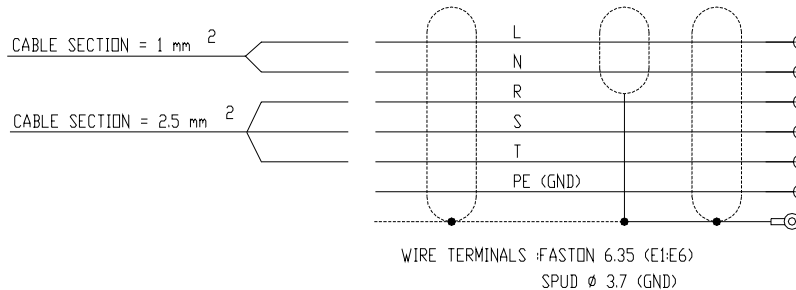 CABLE SECTION = 1 mm 2
L
N
R
CABLE SECTION = 2.5 mm 2
S
T
PE (GND)
WIRE TERMINALS :FASTON 6.35 (E1:E6)
SPUD ø 3.7 (GND)